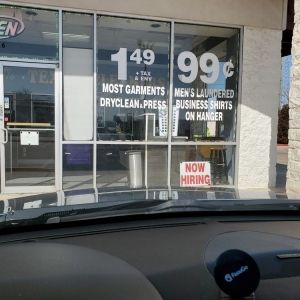 1.49
+ TAX
& ENV
MOST GARMENTS
DRYCLEAN & PRESS
99¢
MEN'S LAUNDERED
BUSINESS SHIRTS
ON HANGER
NOW
HIRING